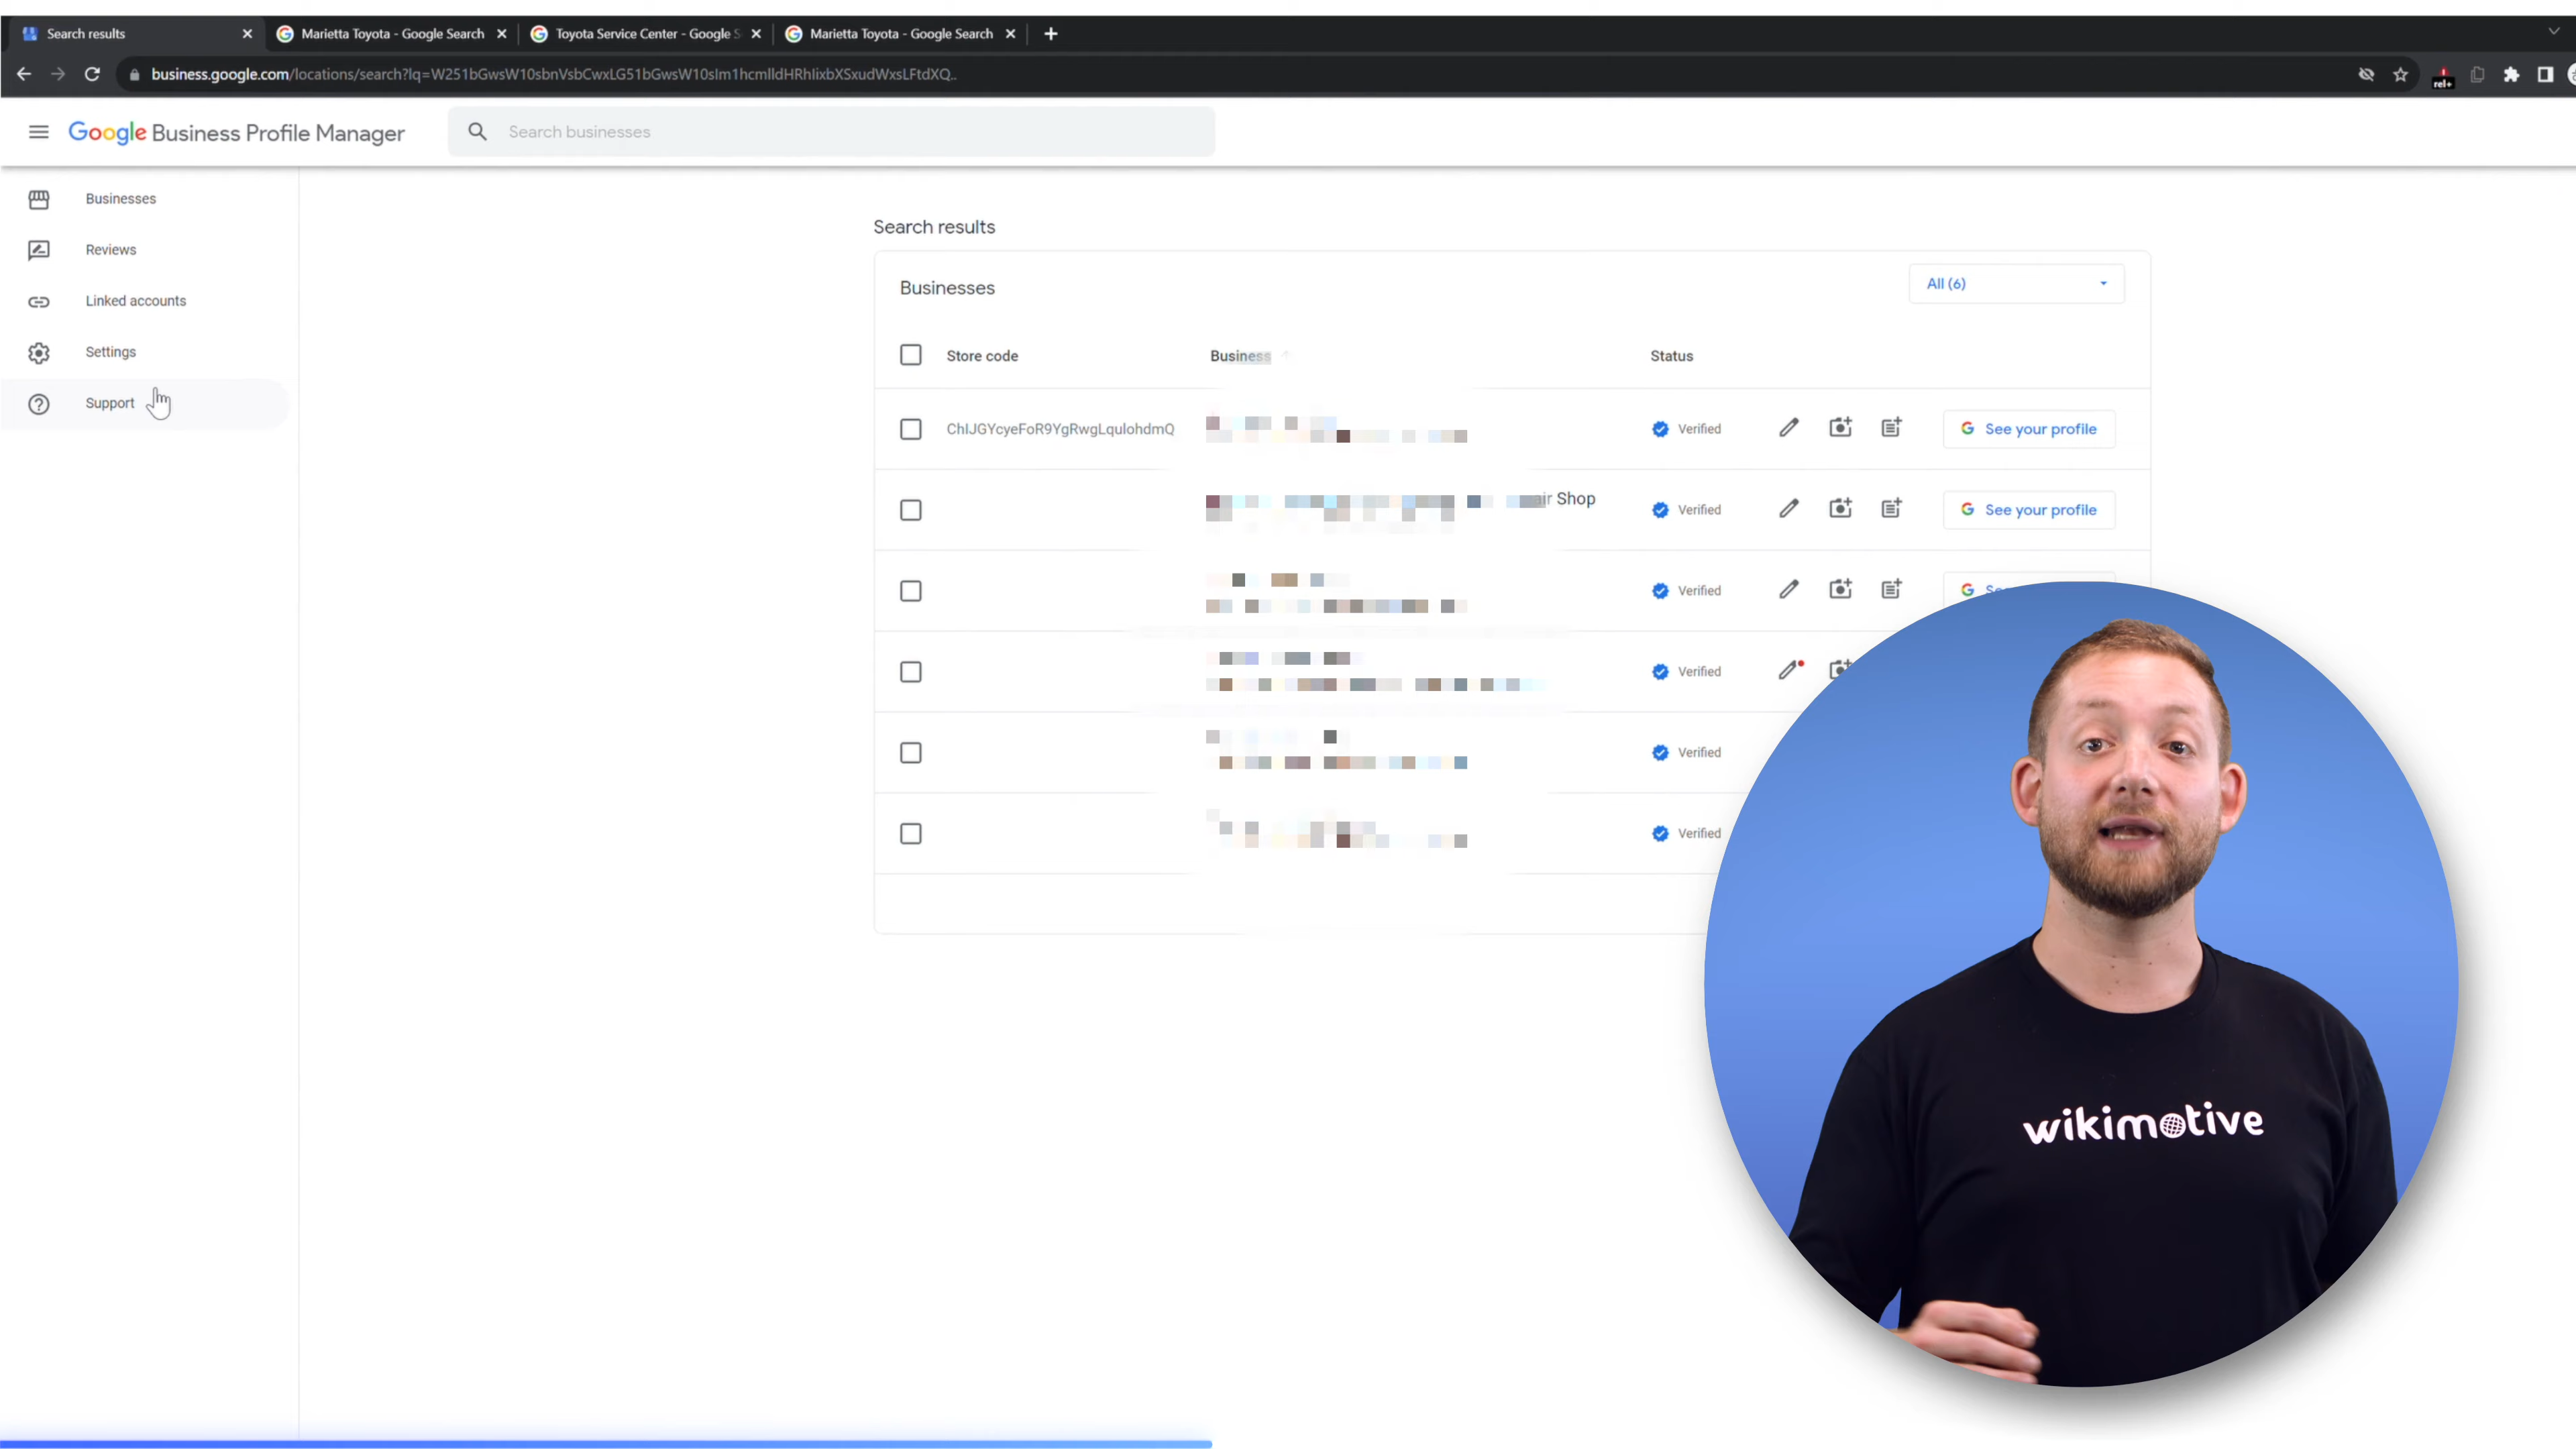 Search results
Marietta Toyota - Google Search
Toyota Service Center - Google S
Marietta Toyota - Google Search
business.google.com/locations/search?lq=
rel+
Google Business Profile Manager
Search businesses
Businesses
Reviews
Linked accounts
Settings
Support
Search results
Businesses
All (6)
Store code Business Status
Verified See your profile
Shop Verified See your profile
Verified
Verified
Verified
Verified
wikimotive